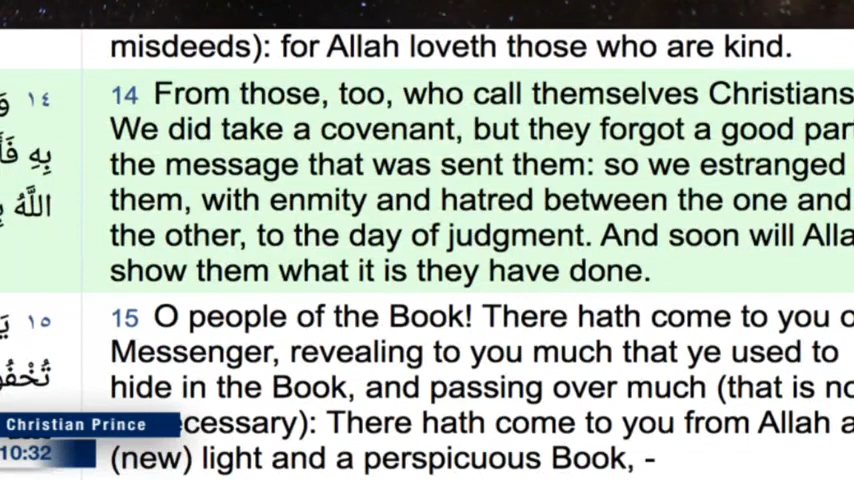 misdeeds): for Allah loveth those who are kind.
١٤
14 From those, too, who call themselves Christians
We did take a covenant, but they forgot a good part
بِهِ
the message that was sent them: so we estranged
them, with enmity and hatred between the one and
اللَّهُ
the other, to the day of judgment. And soon will Alla
show them what it is they have done.
١٥
15 O people of the Book! There hath come to you o
Messenger, revealing to you much that ye used to
hide in the Book, and passing over much (that is no
Christian Prince
cessary): There hath come to you from Allah a
10:32
(new) light and a perspicuous Book, -